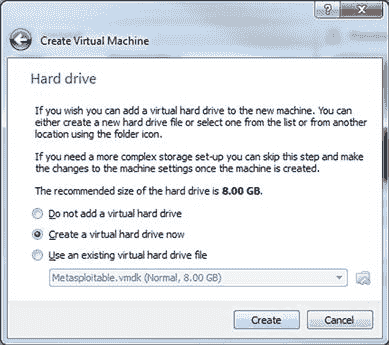 Create Virtual Machine
Hard drive
If you wish you can add a virtual hard drive to the new machine. You can
either create a new hard drive file or select one from the list or from another
location using the folder icon.
If you need a more complex storage set-up you can skip this step and make
the changes to the machine settings once the machine is created.
The recommended size of the hard drive is 8.00 GB.
Do not add a virtual hard drive
Create a virtual hard drive now
Use an existing virtual hard drive file
Metasploitable.vmdk (Normal, 8.00 GB)
Create
Cancel